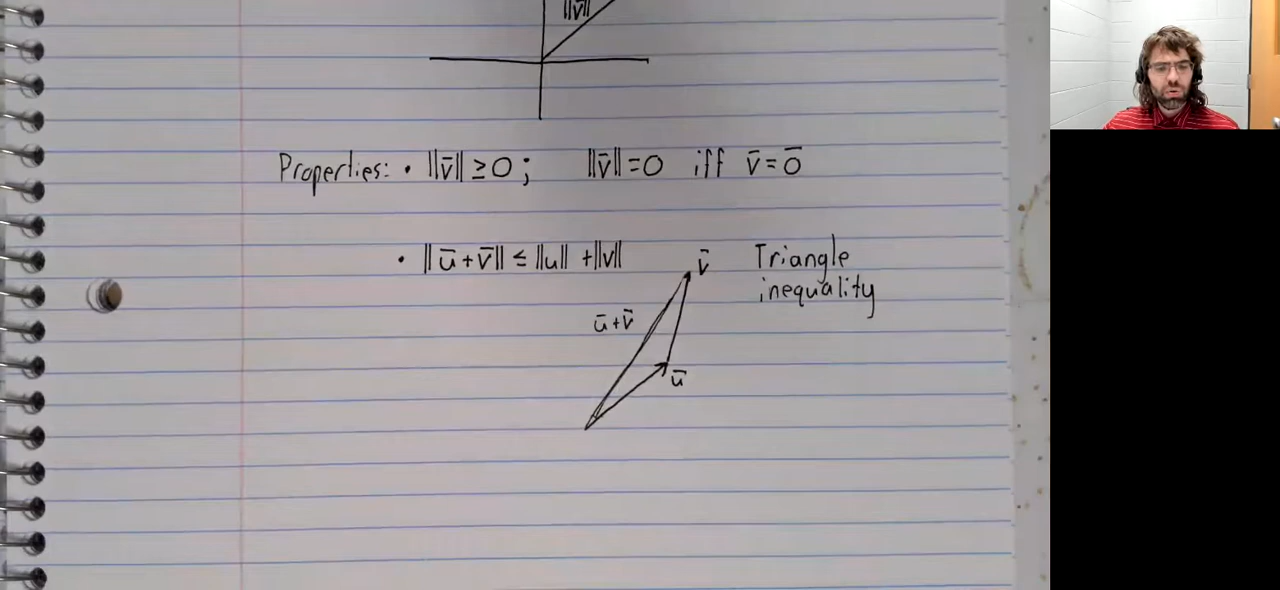 ||v̄||
Properties: • ||v̄|| ≥ 0 ; ||v̄|| = 0 iff v̄ = 0̄
• ||ū + v̄|| ≤ ||u|| + ||v||
v̄
Triangle
inequality
ū+v̄
ū